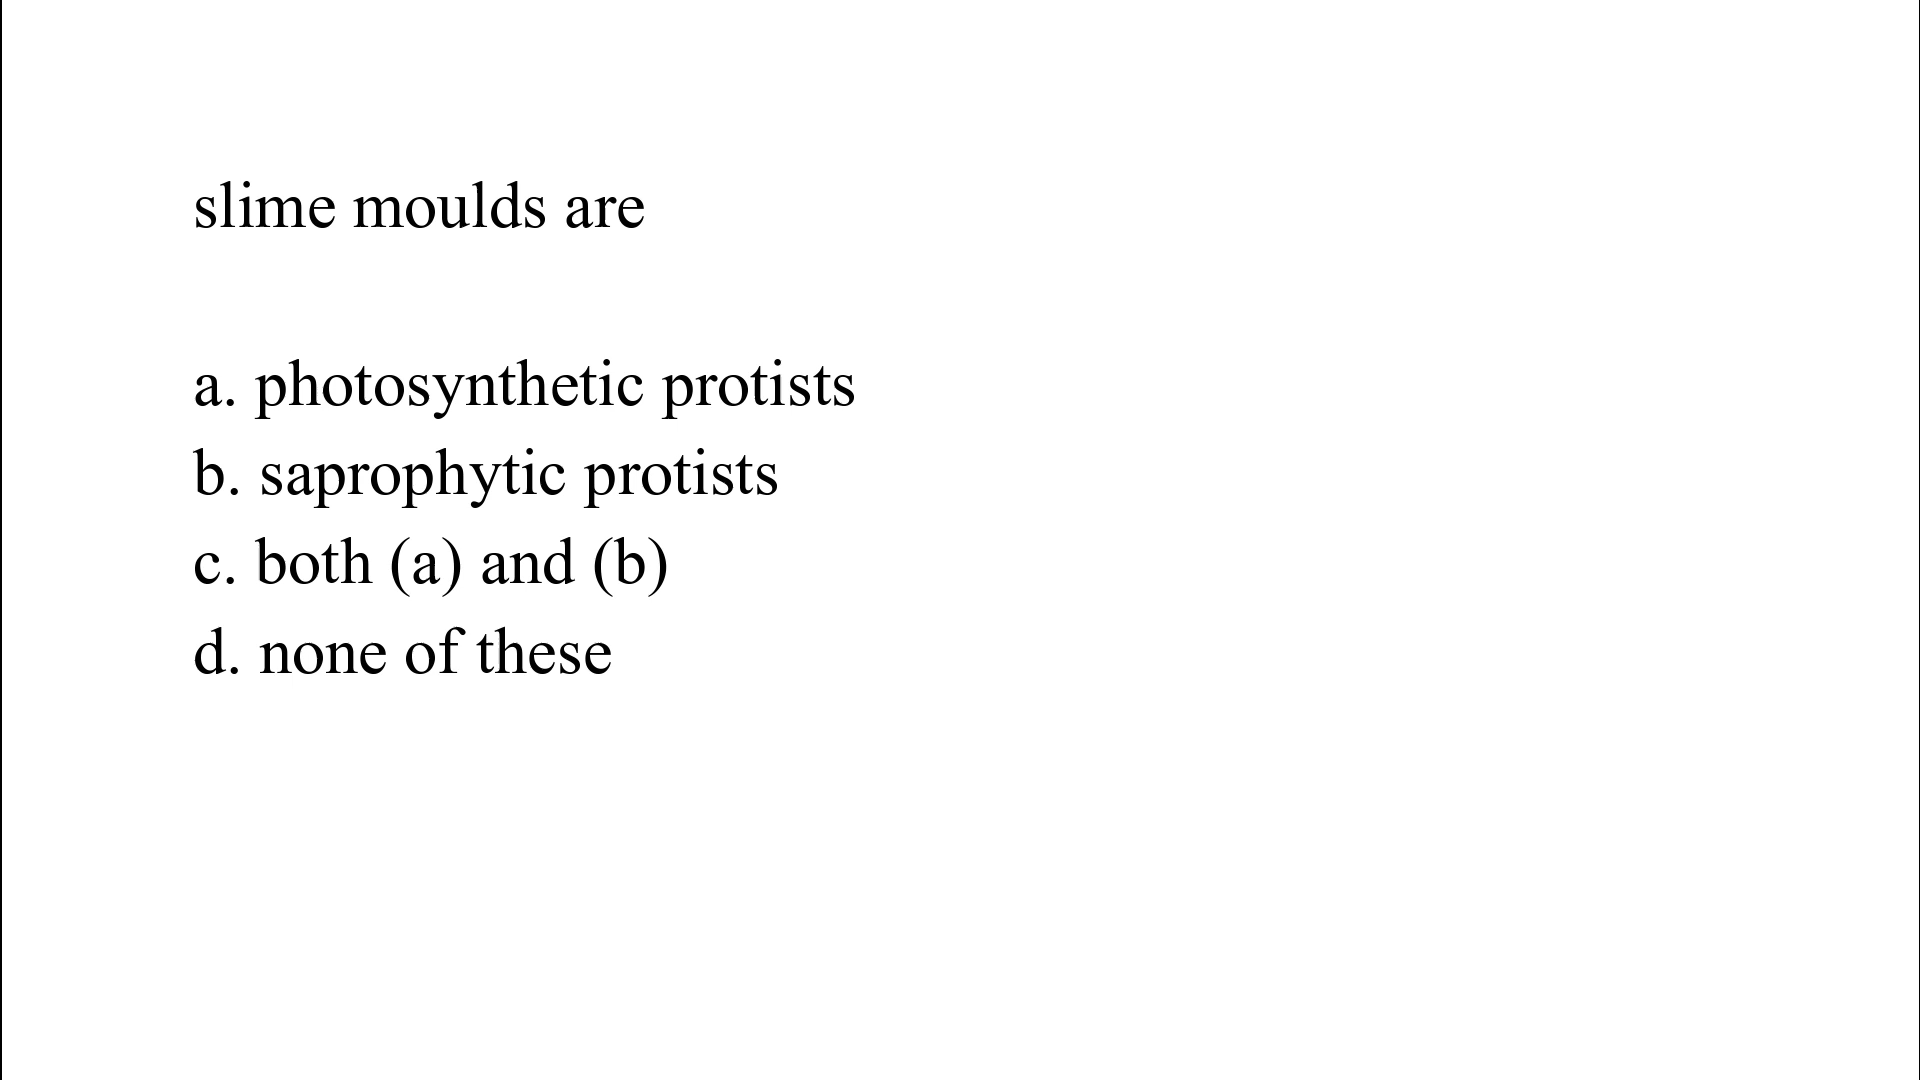 slime moulds are
a. photosynthetic protists
b. saprophytic protists
c. both (a) and (b)
d. none of these